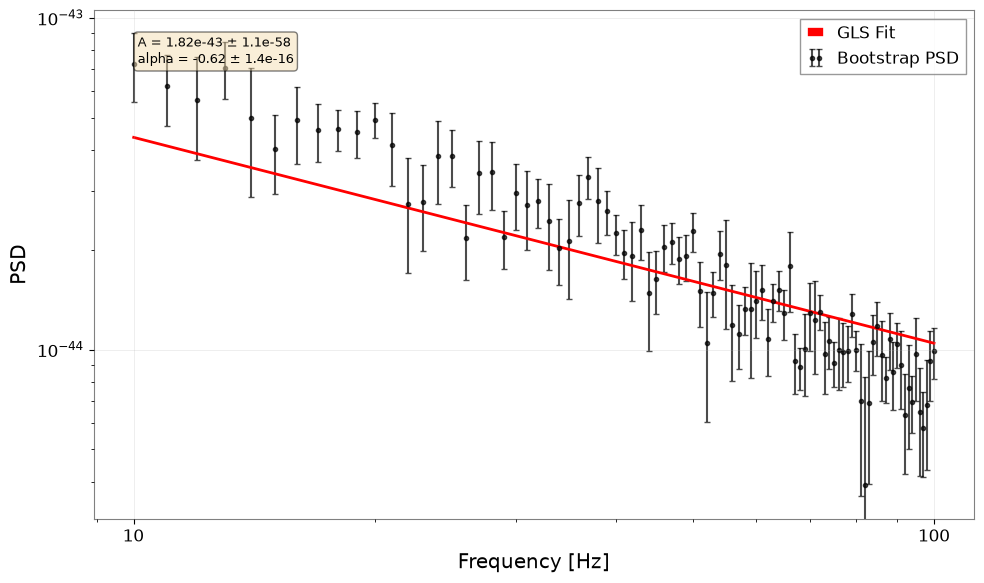 10⁻⁴³
A = 1.82e-43 ± 1.1e-58
alpha = -0.62 ± 1.4e-16
GLS Fit
Bootstrap PSD
PSD
10⁻⁴⁴
10
100
Frequency [Hz]